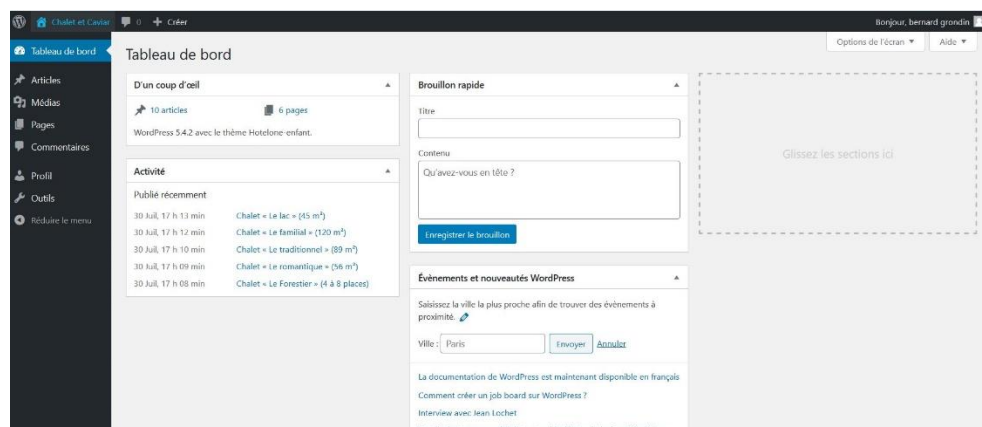 Chalet et Caviar 0 + Créer
Bonjour, bernard grondin
Tableau de bord
Articles
Médias
Pages
Commentaires
Profil
Outils
Réduire le menu
Options de l'écran ▼
Aide ▼
Tableau de bord
D'un coup d'œil
10 articles
6 pages
WordPress 5.4.2 avec le thème Hotelone-enfant.
Activité
Publié récemment
30 Juil, 17 h 13 min Chalet « Le lac » (45 m²)
30 Juil, 17 h 12 min Chalet « Le familial » (120 m²)
30 Juil, 17 h 10 min Chalet « Le traditionnel » (89 m²)
30 Juil, 17 h 09 min Chalet « Le romantique » (56 m²)
30 Juil, 17 h 08 min Chalet « Le Forestier » (4 à 8 places)
Brouillon rapide
Titre
Contenu
Qu'avez-vous en tête ?
Enregistrer le brouillon
Évènements et nouveautés WordPress
Saisissez la ville la plus proche afin de trouver des évènements à
proximité.
Ville : Paris Envoyer Annuler
La documentation de WordPress est maintenant disponible en français
Comment créer un job board sur WordPress ?
Interview avec Jean Lochet
Glissez les sections ici